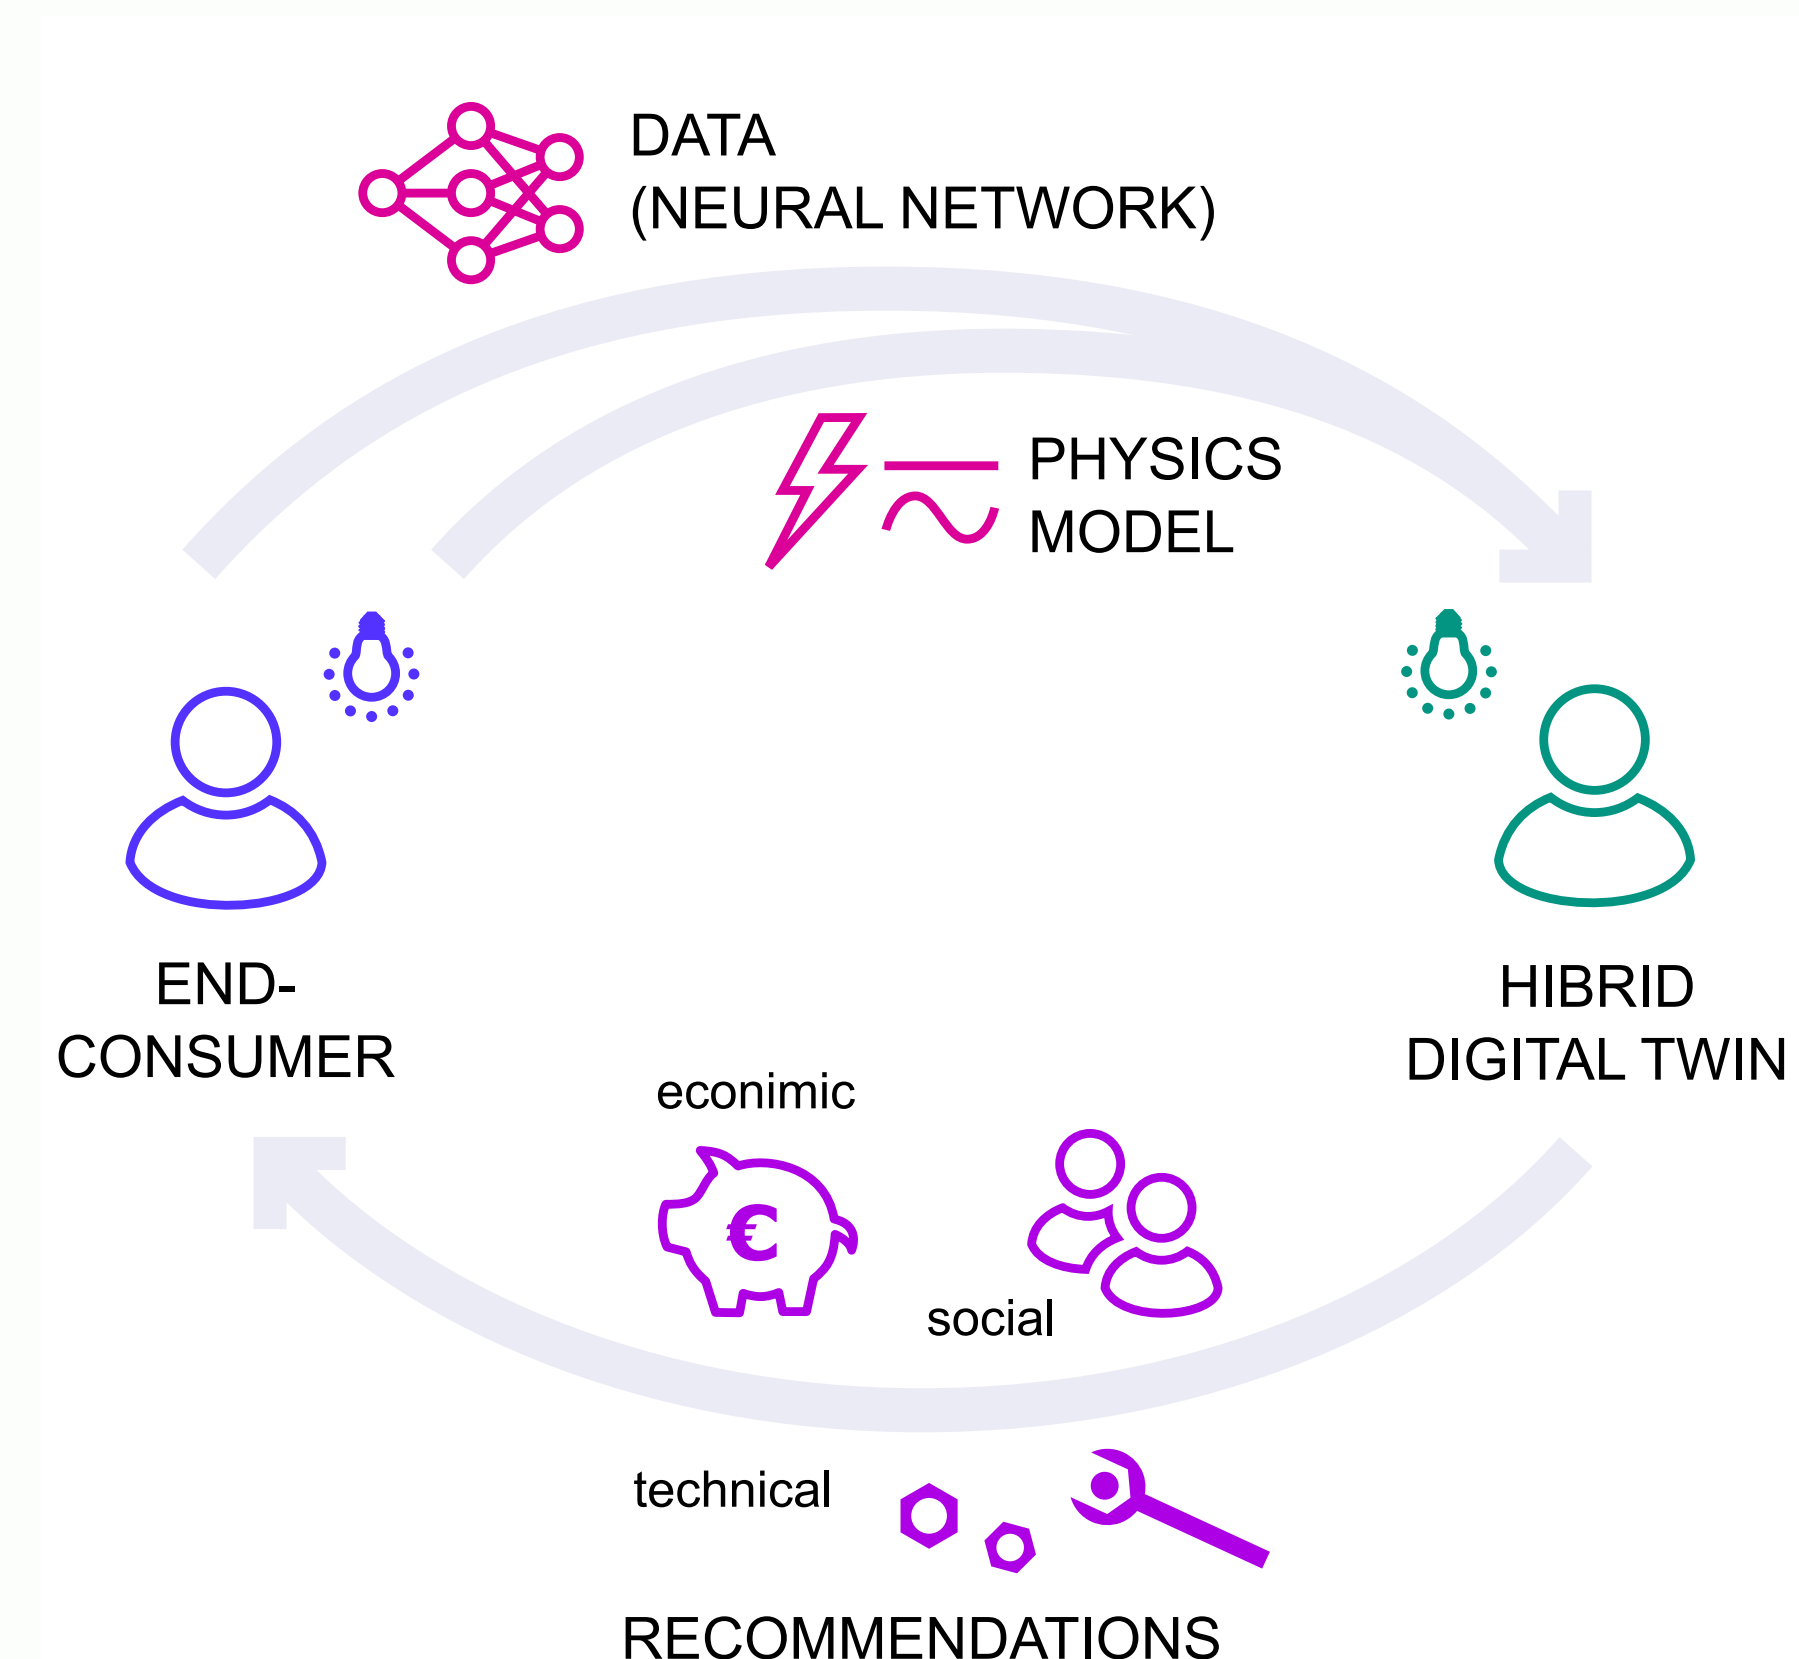 DATA
(NEURAL NETWORK)
PHYSICS
MODEL
END-
CONSUMER
HIBRID
DIGITAL TWIN
econimic
€
social
technical
RECOMMENDATIONS